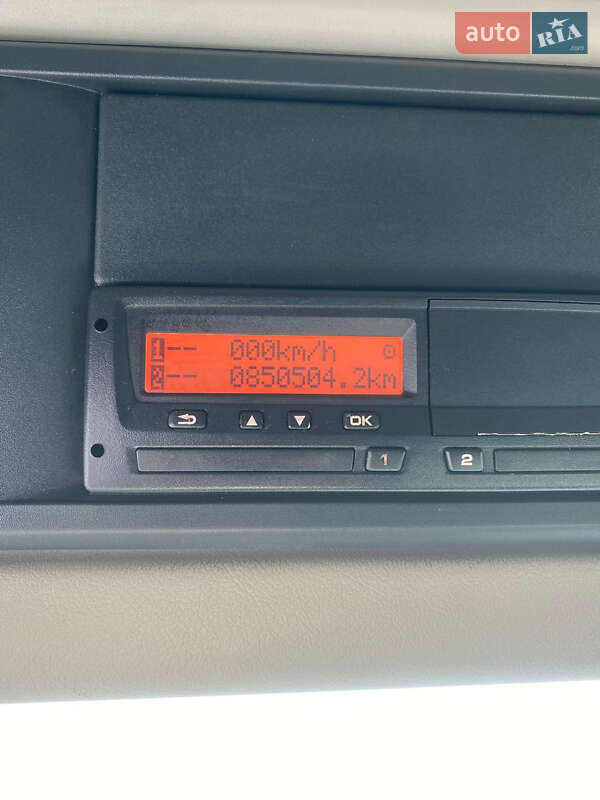 auto RIA .com
1-- 000km/h
2-- 0850504.2km
▲ ▼ OK
1 2